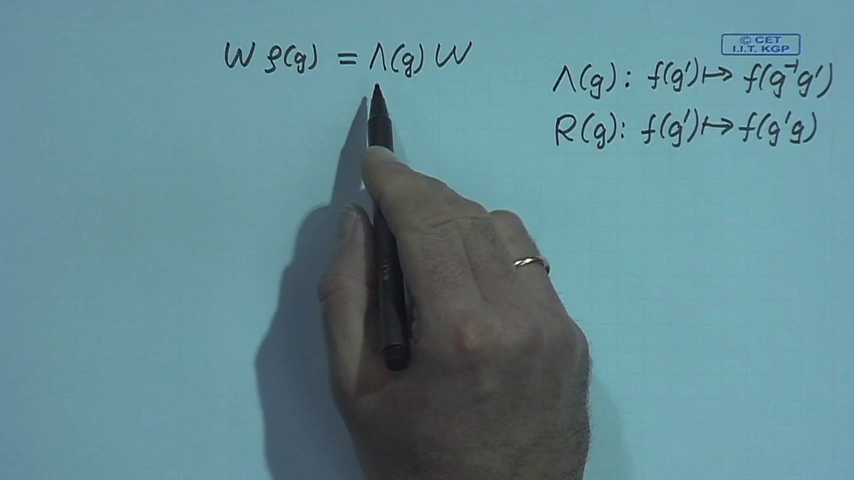 W ρ(g) = Λ(g) W
© CET
I.I.T. KGP
Λ(g) : f(g') ↦ f(g⁻¹g')
R(g) : f(g') ↦ f(g'g)